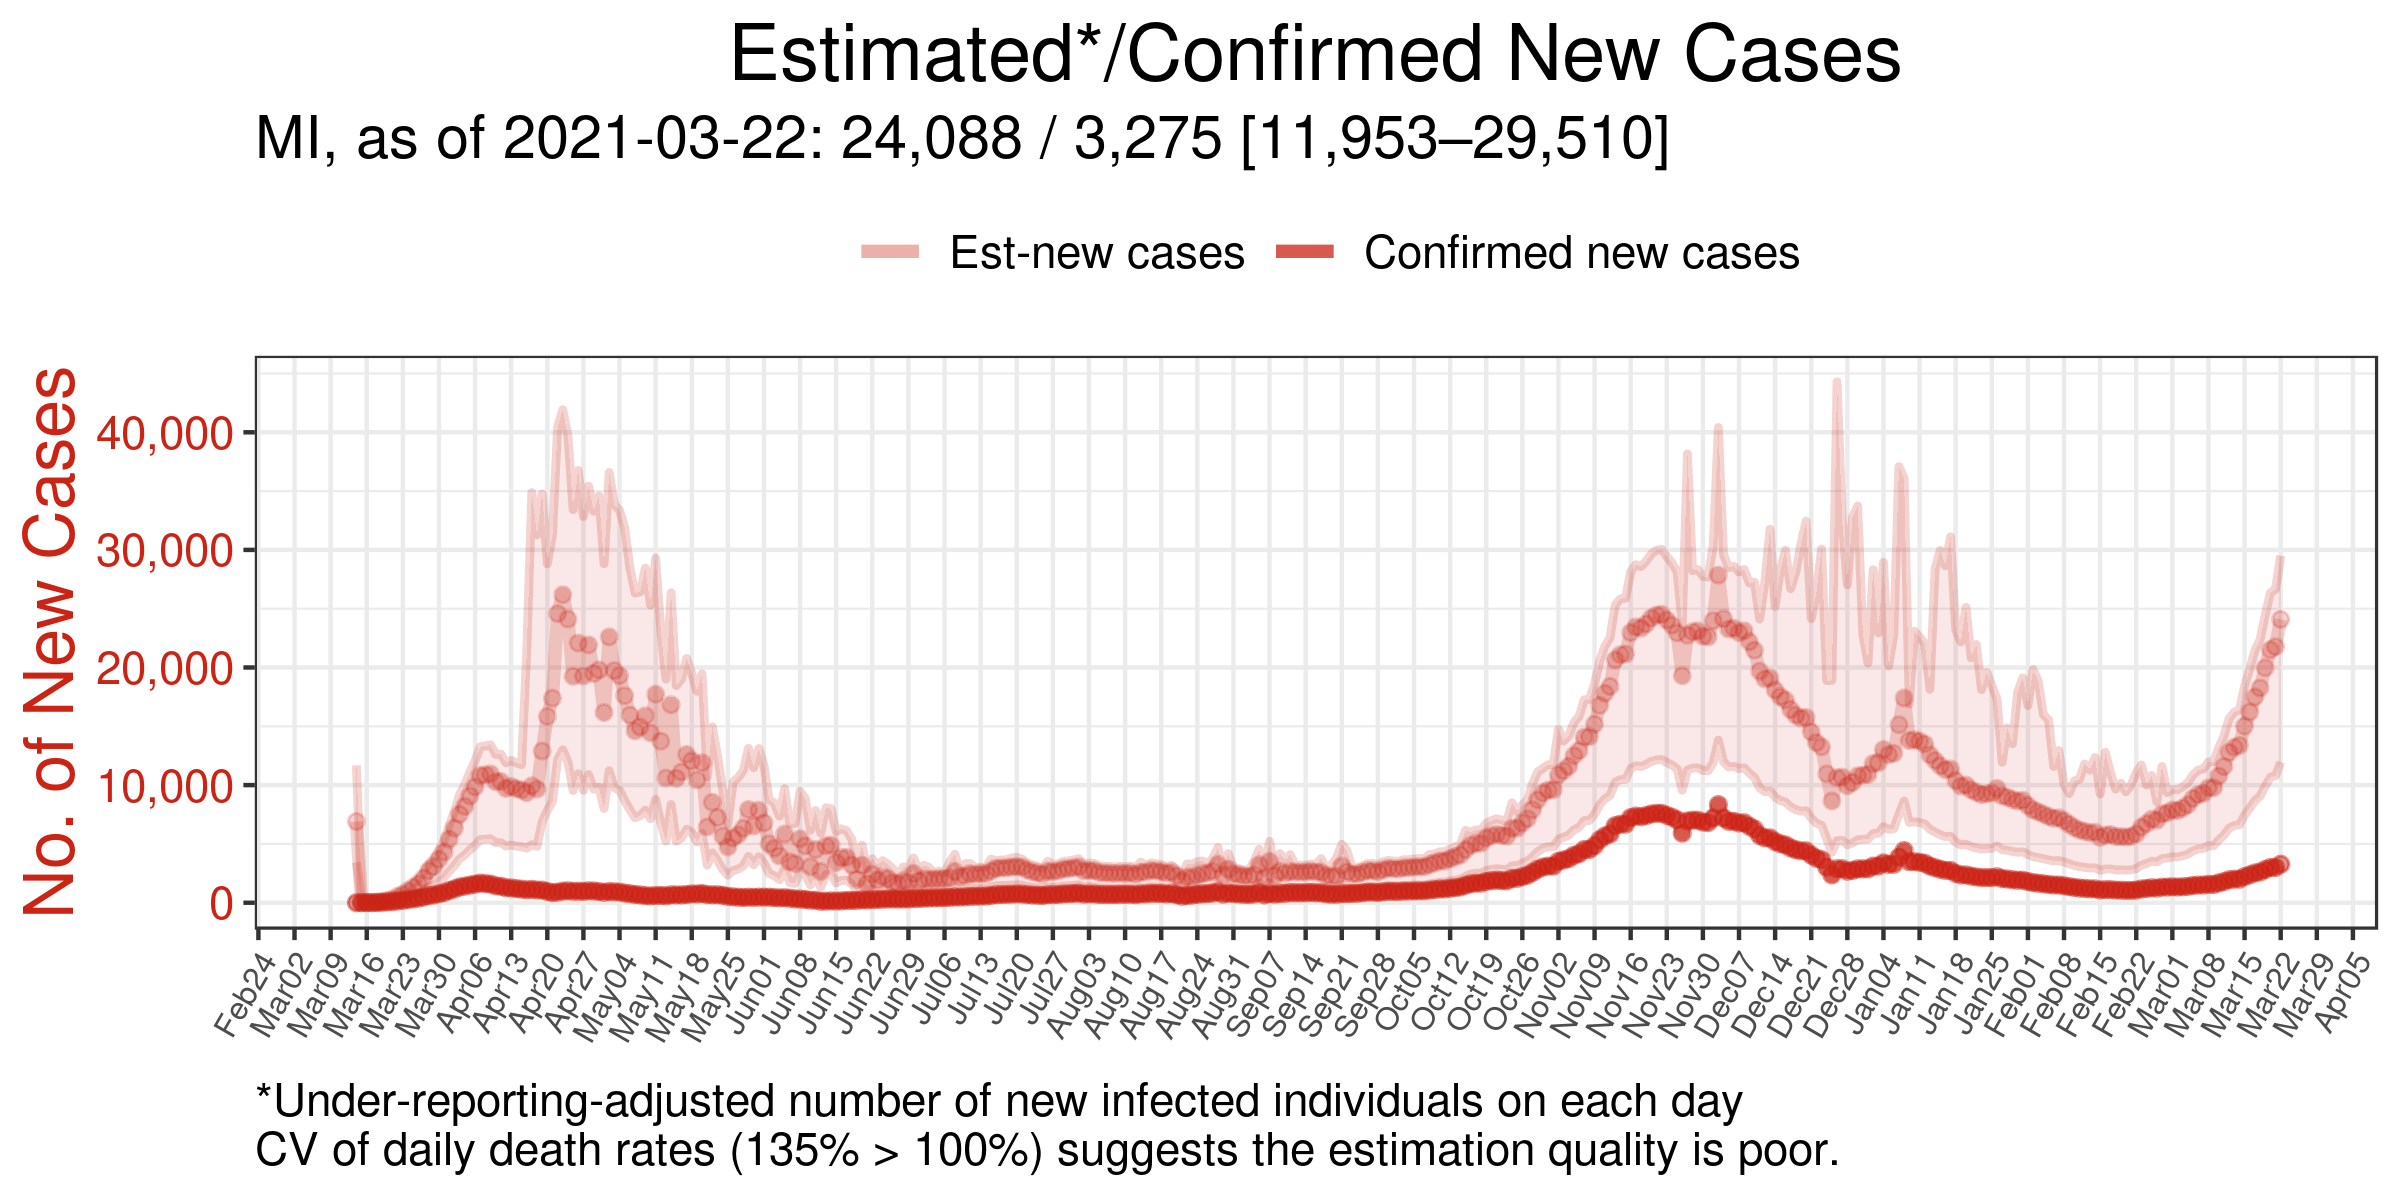 Estimated*/Confirmed New Cases
MI, as of 2021-03-22: 24,088 / 3,275 [11,953–29,510]
Est-new cases Confirmed new cases
No. of New Cases
40,000
30,000
20,000
10,000
0
Feb24 Mar02 Mar09 Mar16 Mar23 Mar30 Apr06 Apr13 Apr20 Apr27 May04 May11 May18 May25 Jun01 Jun08 Jun15 Jun22 Jun29 Jul06 Jul13 Jul20 Jul27 Aug03 Aug10 Aug17 Aug24 Aug31 Sep07 Sep14 Sep21 Sep28 Oct05 Oct12 Oct19 Oct26 Nov02 Nov09 Nov16 Nov23 Nov30 Dec07 Dec14 Dec21 Dec28 Jan04 Jan11 Jan18 Jan25 Feb01 Feb08 Feb15 Feb22 Mar01 Mar08 Mar15 Mar22 Mar29 Apr05
*Under-reporting-adjusted number of new infected individuals on each day
CV of daily death rates (135% > 100%) suggests the estimation quality is poor.